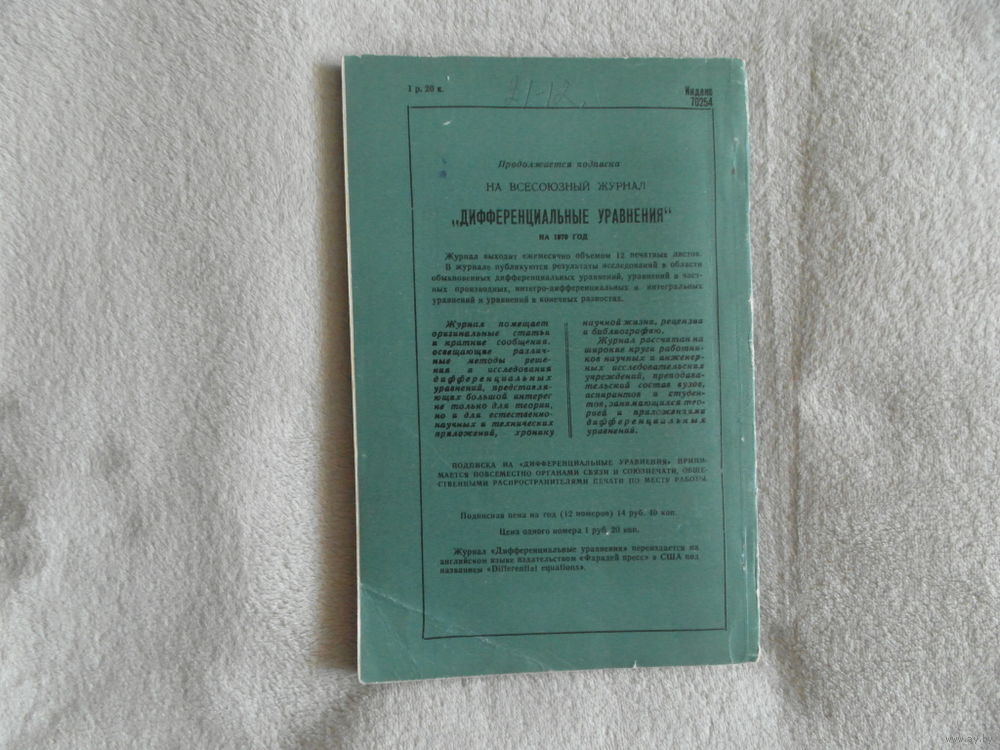 1 р. 20 к.
21-12,
Индекс
70254
Продолжается подписка
НА ВСЕСОЮЗНЫЙ ЖУРНАЛ
„ДИФФЕРЕНЦИАЛЬНЫЕ УРАВНЕНИЯ“
НА 1970 ГОД
Журнал выходит ежемесячно объемом 12 печатных листов.
В журнале публикуются результаты исследований в области
обыкновенных дифференциальных уравнений, уравнений в част-
ных производных, интегро-дифференциальных и интегральных
уравнений и уравнений в конечных разностях.
Журнал помещает
оригинальные статьи
и краткие сообщения,
освещающие различ-
ные методы реше-
ния и исследования
дифференциальных
уравнений, представля-
ющих большой интерес
не только для теории,
но и для естественно-
научных и технических
приложений, хронику
научной жизни, рецензии
и библиографию.
Журнал рассчитан на
широкие круги работни-
ков научных и инженер-
ных исследовательских
учреждений, преподава-
тельский состав вузов,
аспирантов и студен-
тов, занимающихся тео-
рией и приложениями
дифференциальных
уравнений.
ПОДПИСКА НА «ДИФФЕРЕНЦИАЛЬНЫЕ УРАВНЕНИЯ» ПРИНИ-
МАЕТСЯ ПОВСЕМЕСТНО ОРГАНАМИ СВЯЗИ И СОЮЗПЕЧАТИ, ОБЩЕ-
СТВЕННЫМИ РАСПРОСТРАНИТЕЛЯМИ ПЕЧАТИ ПО МЕСТУ РАБОТЫ.
Подписная цена на год (12 номеров) 14 руб. 40 коп.
Цена одного номера 1 руб. 20 коп.
Журнал «Дифференциальные уравнения» переиздается на
английском языке издательством «Фарадей пресс» в США под
названием «Differential equations».
www.ay.by